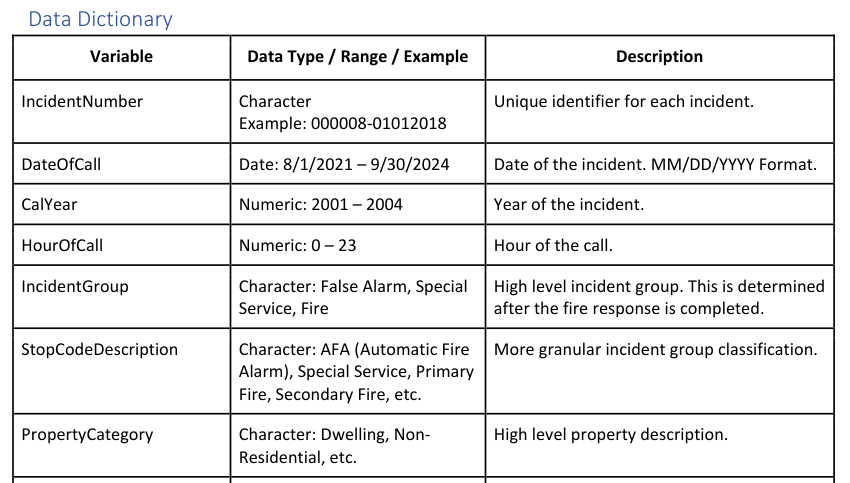 Data Dictionary
Variable
Data Type / Range / Example
Description
IncidentNumber
Character
Example: 000008-01012018
Unique identifier for each incident.
DateOfCall
Date: 8/1/2021 – 9/30/2024
Date of the incident. MM/DD/YYYY Format.
CalYear
Numeric: 2001 – 2004
Year of the incident.
HourOfCall
Numeric: 0 – 23
Hour of the call.
IncidentGroup
Character: False Alarm, Special
Service, Fire
High level incident group. This is determined
after the fire response is completed.
StopCodeDescription
Character: AFA (Automatic Fire
Alarm), Special Service, Primary
Fire, Secondary Fire, etc.
More granular incident group classification.
PropertyCategory
Character: Dwelling, Non-
Residential, etc.
High level property description.